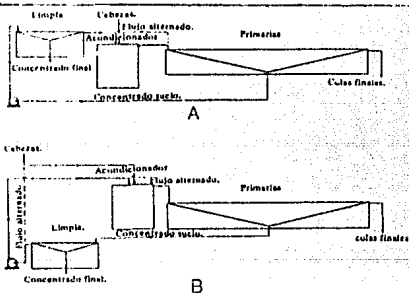 Limpia
Cabezas.
Flujo alternado.
Acondicionador
Primarias
Concentrado final
Colas finales.
Concentrado sucio.
A
Cabezas.
Acondicionador
Flujo alternado.
Primarias
Flujo alternado
Limpia.
Concentrado sucio.
colas finales
Concentrado final.
B